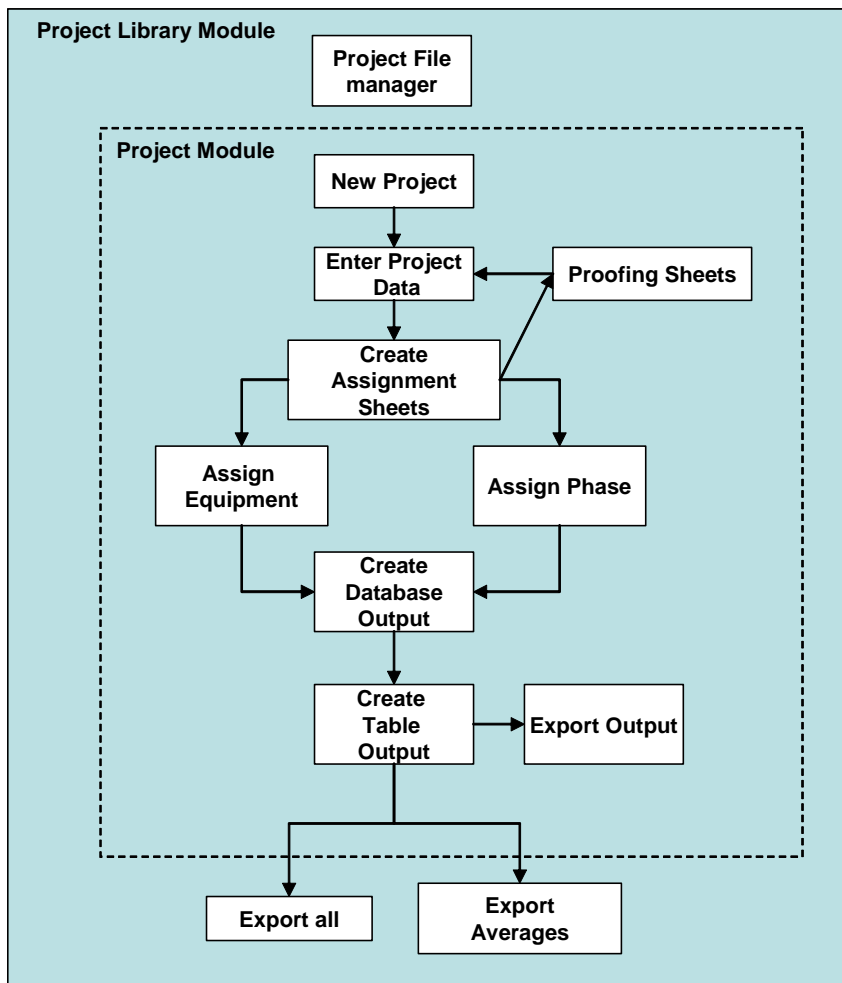 Project Library Module
Project File
manager
Project Module
New Project
Enter Project
Data
Proofing Sheets
Create
Assignment
Sheets
Assign
Equipment
Assign Phase
Create
Database
Output
Create
Table
Output
Export Output
Export all
Export
Averages